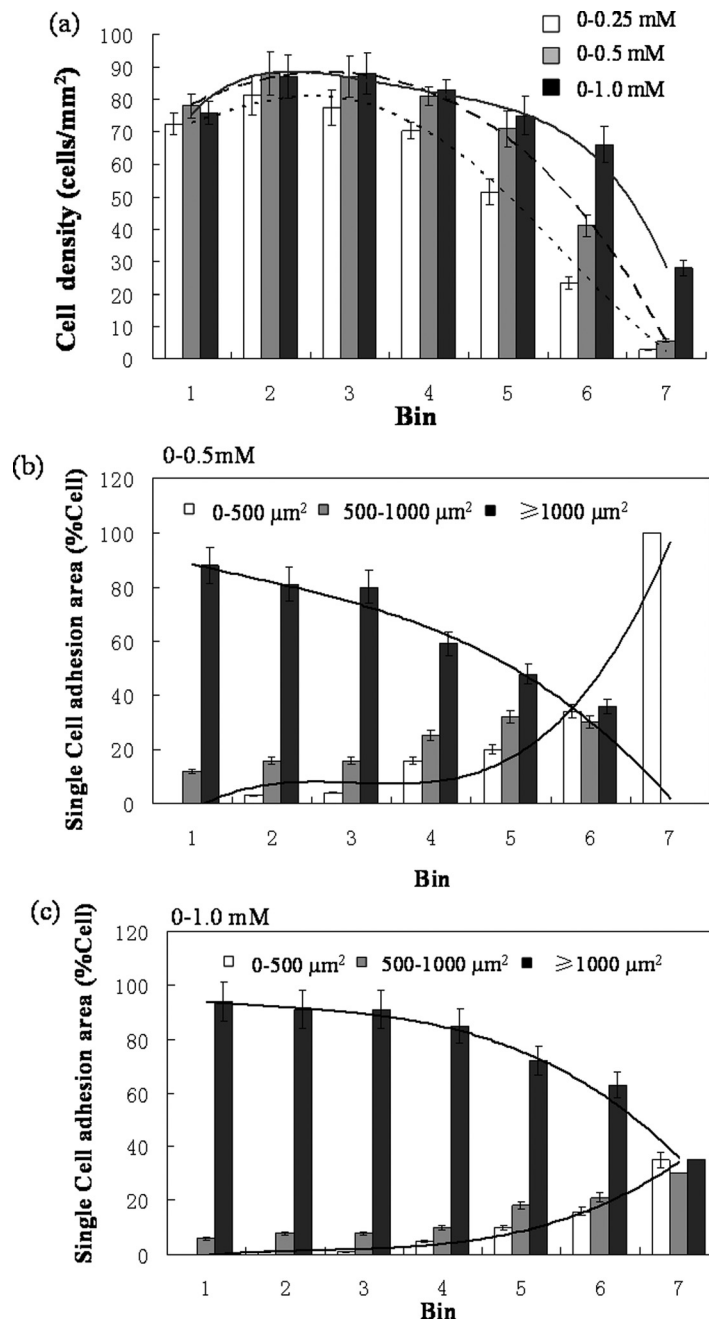 (a)
0-0.25 mM
0-0.5 mM
0-1.0 mM
Cell density (cells/mm²)
100
90
80
70
60
50
40
30
20
10
0
1 2 3 4 5 6 7
Bin
(b)
0-0.5mM
Single Cell adhesion area (%Cell)
120
100
80
60
40
20
0
0-500 μm² 500-1000 μm² ≥1000 μm²
1 2 3 4 5 6 7
Bin
(c)
0-1.0 mM
Single Cell adhesion area (%Cell)
120
100
80
60
40
20
0
0-500 μm² 500-1000 μm² ≥1000 μm²
1 2 3 4 5 6 7
Bin